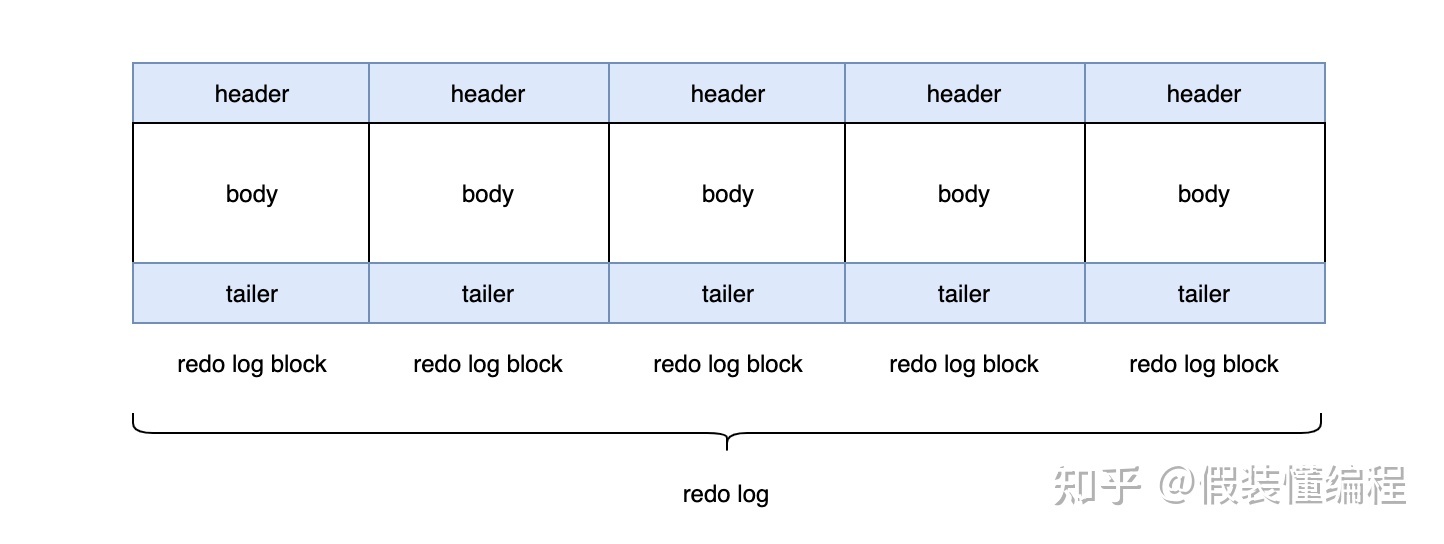 header header header header header
body body body body body
tailer tailer tailer tailer tailer
redo log block redo log block redo log block redo log block redo log block
redo log
知乎 @假装懂编程